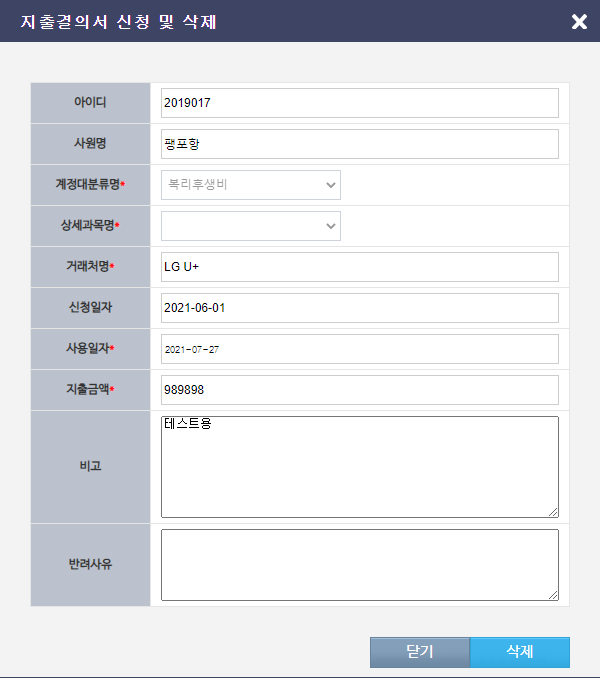 지출결의서 신청 및 삭제
아이디 2019017
사원명 팽포항
계정대분류명* 복리후생비
상세과목명*
거래처명* LG U+
신청일자 2021-06-01
사용일자* 2021-07-27
지출금액* 989898
비고 테스트용
반려사유
닫기 삭제